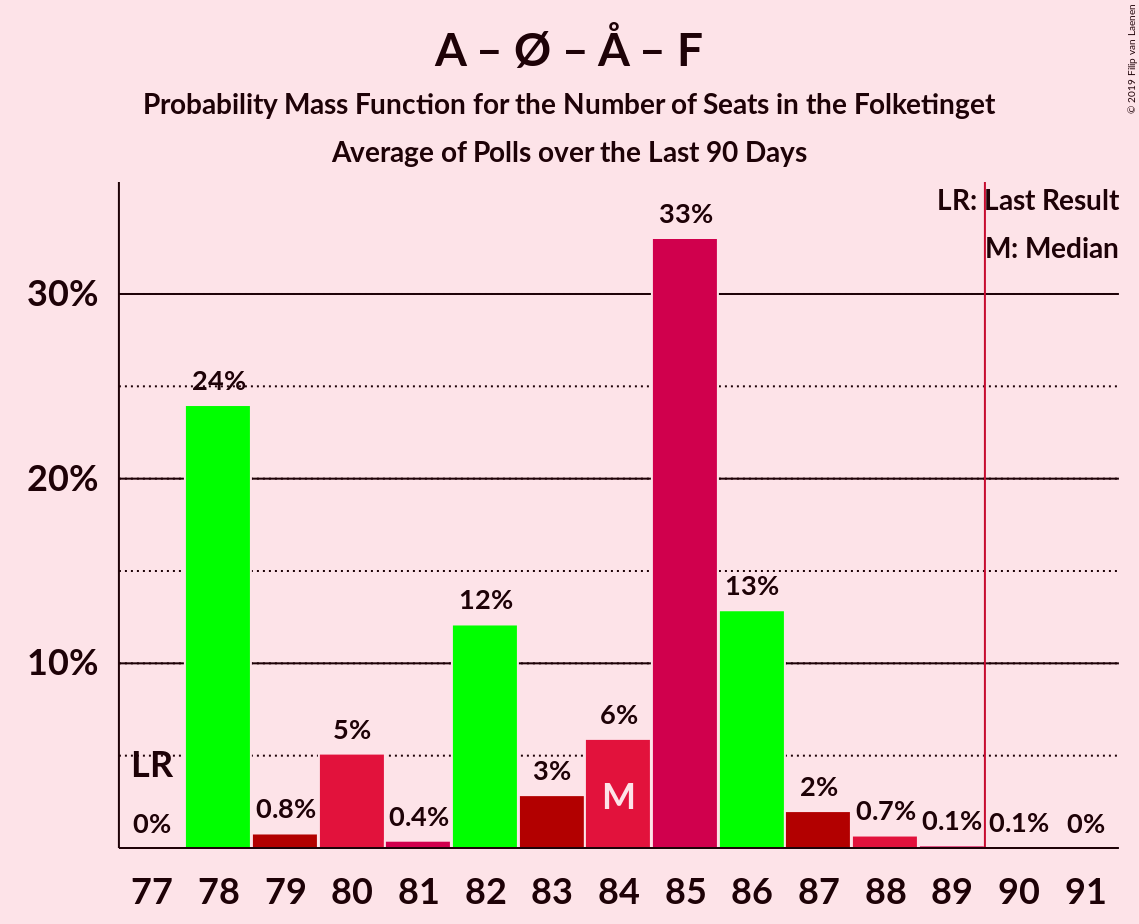 A – Ø – Å – F
Probability Mass Function for the Number of Seats in the Folketinget
Average of Polls over the Last 90 Days
© 2019 Filip van Laenen
LR: Last Result
M: Median
33%
30%
24%
20%
13%
12%
10%
6%
5%
LR
3%
2%
M
0% 0.8% 0.4% 0.7% 0.1% 0.1% 0%
77 78 79 80 81 82 83 84 85 86 87 88 89 90 91